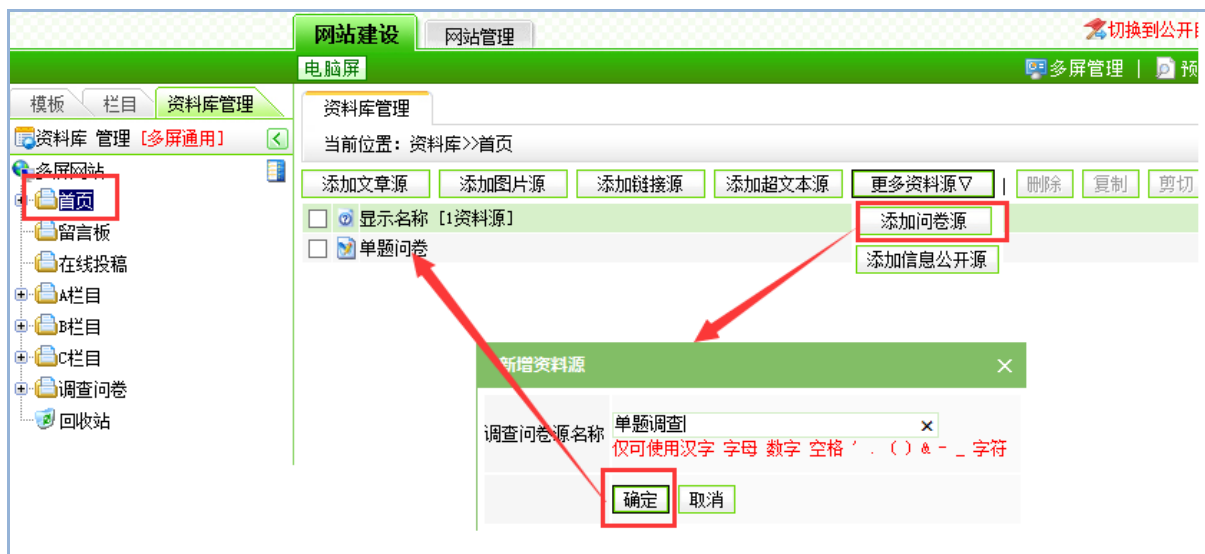 网站建设 网站管理 切换到公开目
电脑屏 多屏管理 | 预
模板 栏目 资料库管理 资料库管理
资料库 管理 [多屏通用] 当前位置：资料库>>首页
多屏网站
添加文章源 添加图片源 添加链接源 添加超文本源 更多资料源▽ | 删除 复制 剪切
首页 显示名称 [1资料源] 添加问卷源
留言板 单题问卷
在线投稿 添加信息公开源
A栏目
B栏目
C栏目 新增资料源 ×
调查问卷
回收站 调查问卷源名称 单题调查 ×
仅可使用汉字 字母 数字 空格 ' . ( ) & - _ 字符
确定 取消